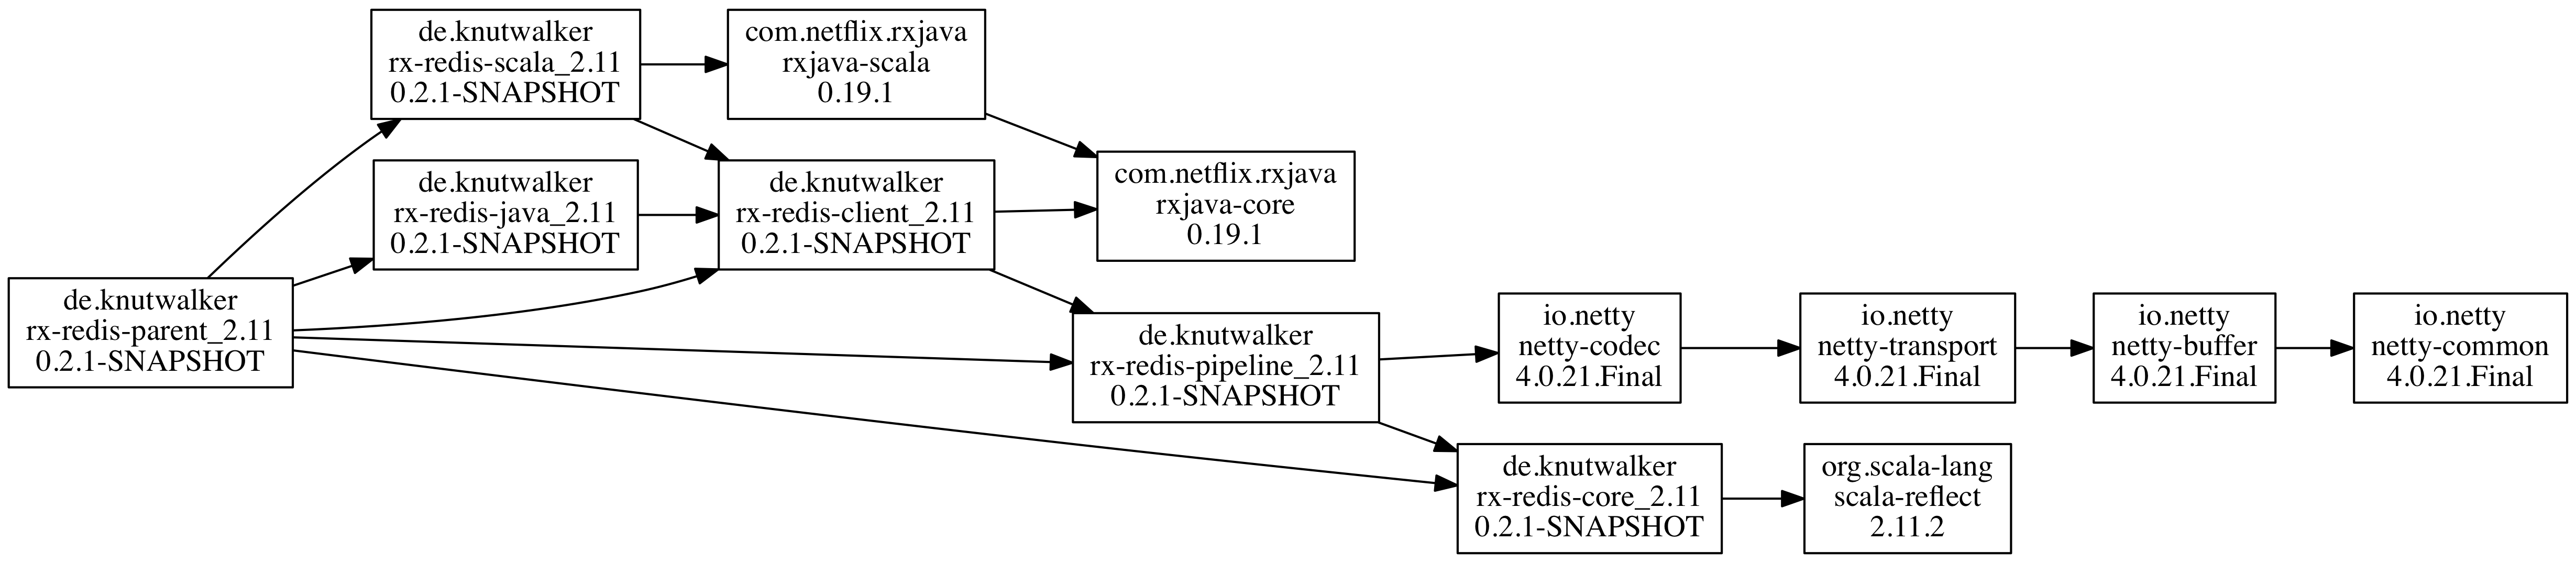 de.knutwalker
rx-redis-scala_2.11
0.2.1-SNAPSHOT
com.netflix.rxjava
rxjava-scala
0.19.1
de.knutwalker
rx-redis-java_2.11
0.2.1-SNAPSHOT
de.knutwalker
rx-redis-client_2.11
0.2.1-SNAPSHOT
com.netflix.rxjava
rxjava-core
0.19.1
de.knutwalker
rx-redis-parent_2.11
0.2.1-SNAPSHOT
de.knutwalker
rx-redis-pipeline_2.11
0.2.1-SNAPSHOT
io.netty
netty-codec
4.0.21.Final
io.netty
netty-transport
4.0.21.Final
io.netty
netty-buffer
4.0.21.Final
io.netty
netty-common
4.0.21.Final
de.knutwalker
rx-redis-core_2.11
0.2.1-SNAPSHOT
org.scala-lang
scala-reflect
2.11.2